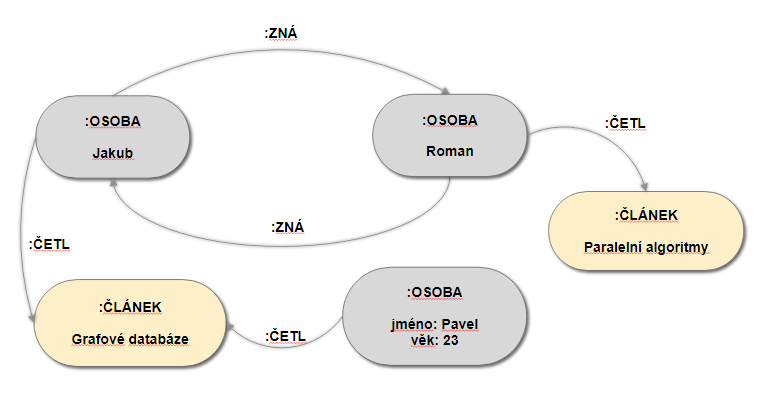 :ZNÁ
:OSOBA
Jakub
:OSOBA
Roman
:ČETL
:ČLÁNEK
Paralelní algoritmy
:ZNÁ
:ČETL
:ČLÁNEK
Grafové databáze
:ČETL
:OSOBA
jméno: Pavel
věk: 23